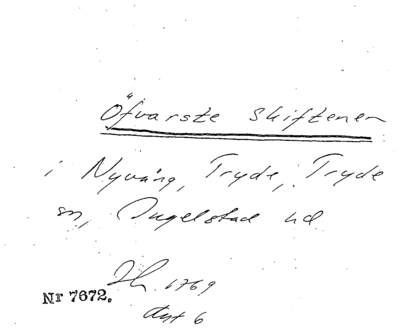 Öfvarste Skiftenen
i Nyvång, Tryde, Tryde
sn, Ingelstad hd
1769
Nr 7672.
Akt 6